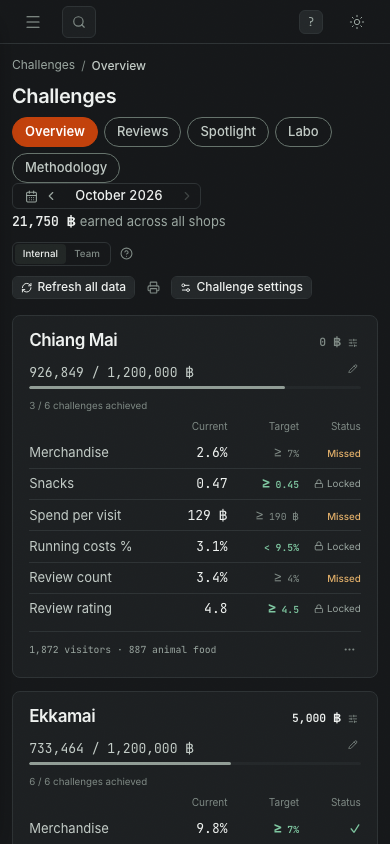 ?
Challenges / Overview
Challenges
Overview Reviews Spotlight Labo
Methodology
October 2026
21,750 ฿ earned across all shops
Internal Team
Refresh all data Challenge settings
Chiang Mai 0 ฿
926,849 / 1,200,000 ฿
3 / 6 challenges achieved
Current Target Status
Merchandise 2.6% ≥ 7% Missed
Snacks 0.47 ≥ 0.45 Locked
Spend per visit 129 ฿ ≥ 190 ฿ Missed
Running costs % 3.1% < 9.5% Locked
Review count 3.4% ≥ 4% Missed
Review rating 4.8 ≥ 4.5 Locked
1,872 visitors · 887 animal food
Ekkamai 5,000 ฿
733,464 / 1,200,000 ฿
6 / 6 challenges achieved
Current Target Status
Merchandise 9.8% ≥ 7% ✓